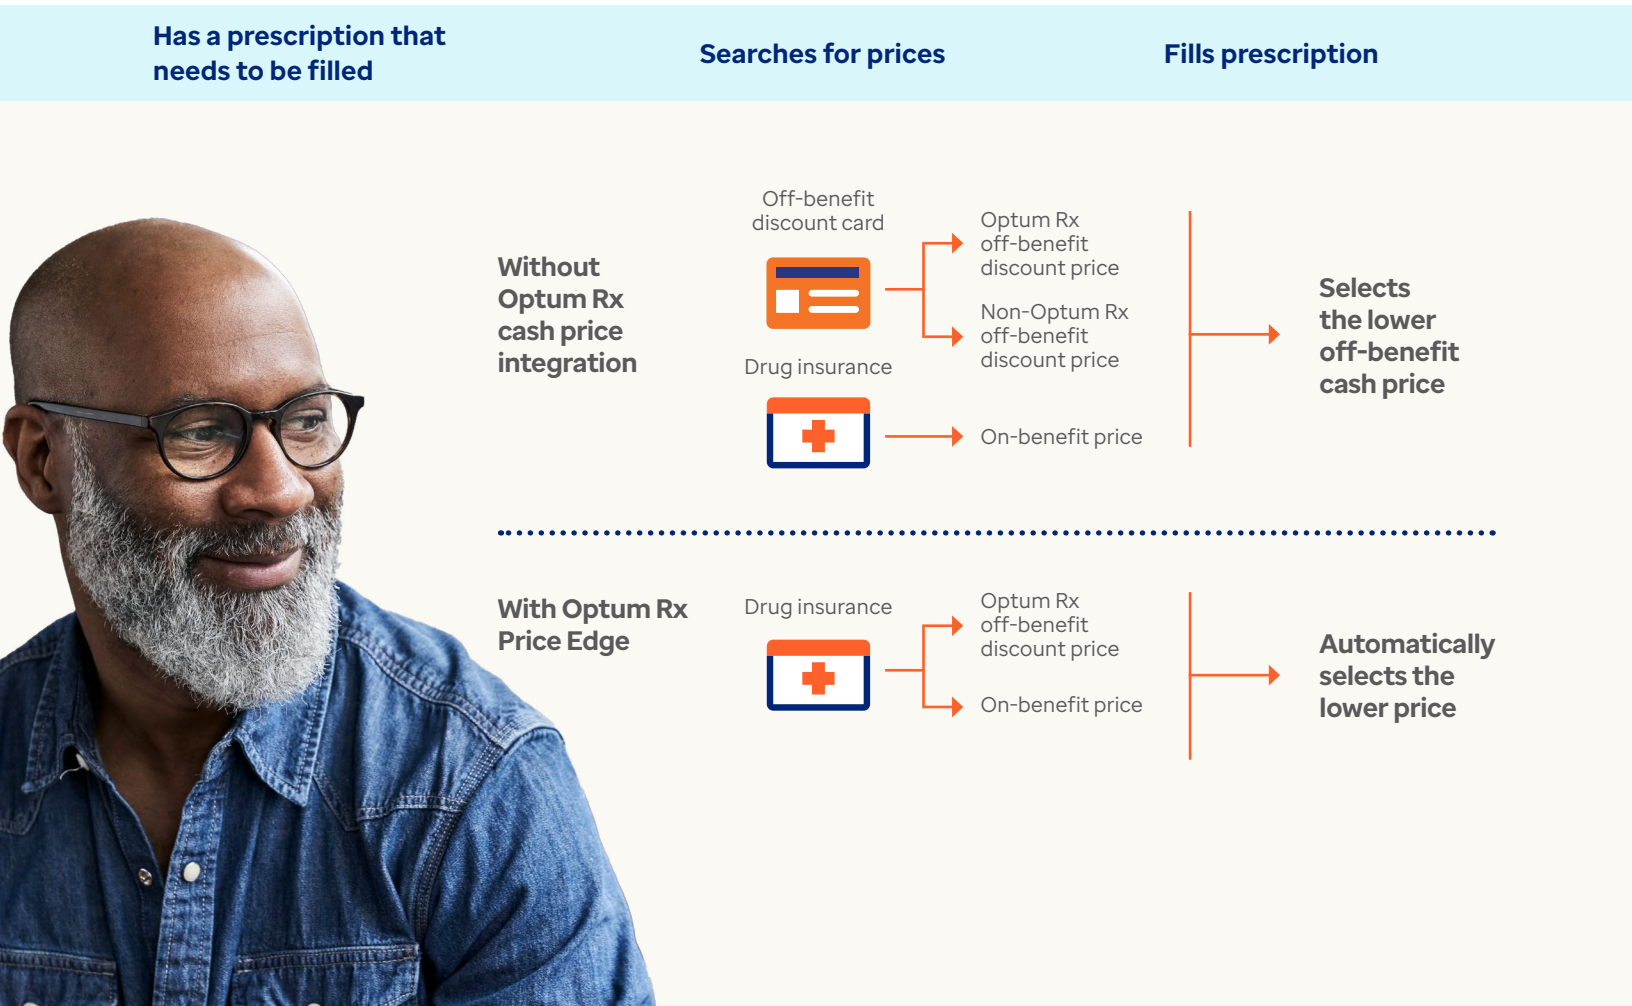 Has a prescription that
needs to be filled
Searches for prices
Fills prescription
Without
Optum Rx
cash price
integration
Off-benefit
discount card
Optum Rx
off-benefit
discount price
Non-Optum Rx
off-benefit
discount price
Drug insurance
On-benefit price
Selects
the lower
off-benefit
cash price
With Optum Rx
Price Edge
Drug insurance
Optum Rx
off-benefit
discount price
On-benefit price
Automatically
selects the
lower price